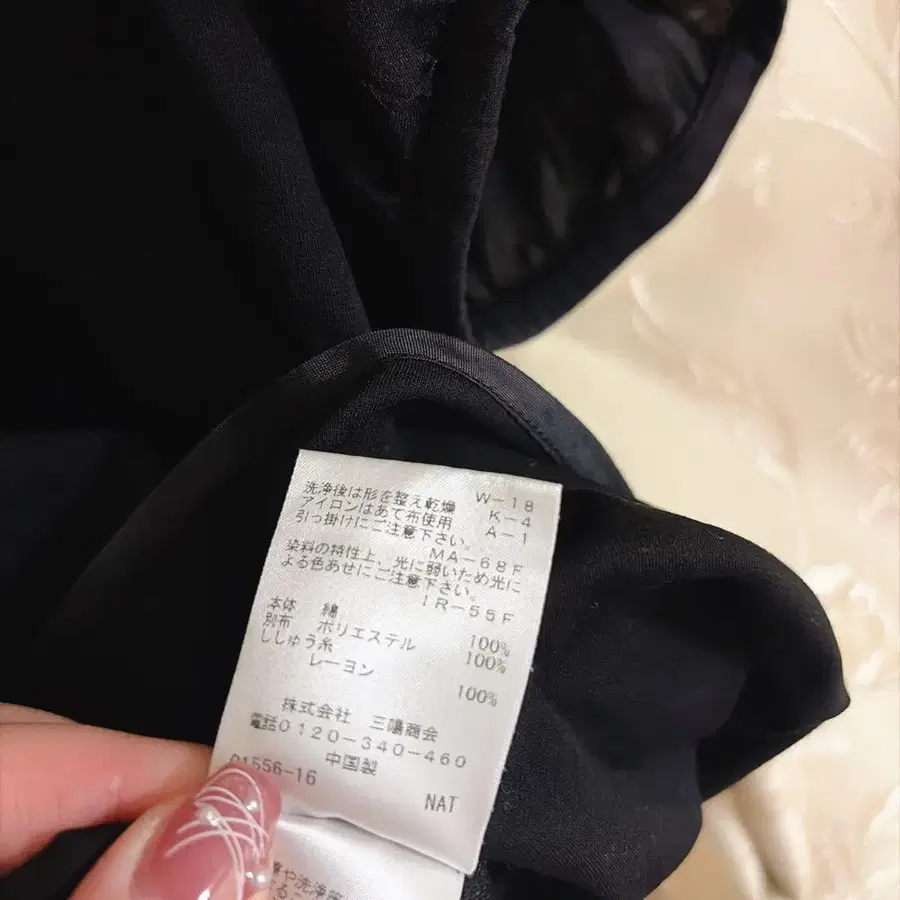 洗浄後は形を整え乾燥 W-18
アイロンはあて布使用 K-4
引っ掛けにご注意下さい。 A-1
MA-68F
染料の特性上、光に弱いため光に
よる色あせにご注意下さい。
IR-55F
本体 綿 100%
別布 ポリエステル 100%
ししゅう糸
レーヨン 100%
株式会社 三陽商会
電話0120-340-460
中国製
01556-16
NAT
や洗浄